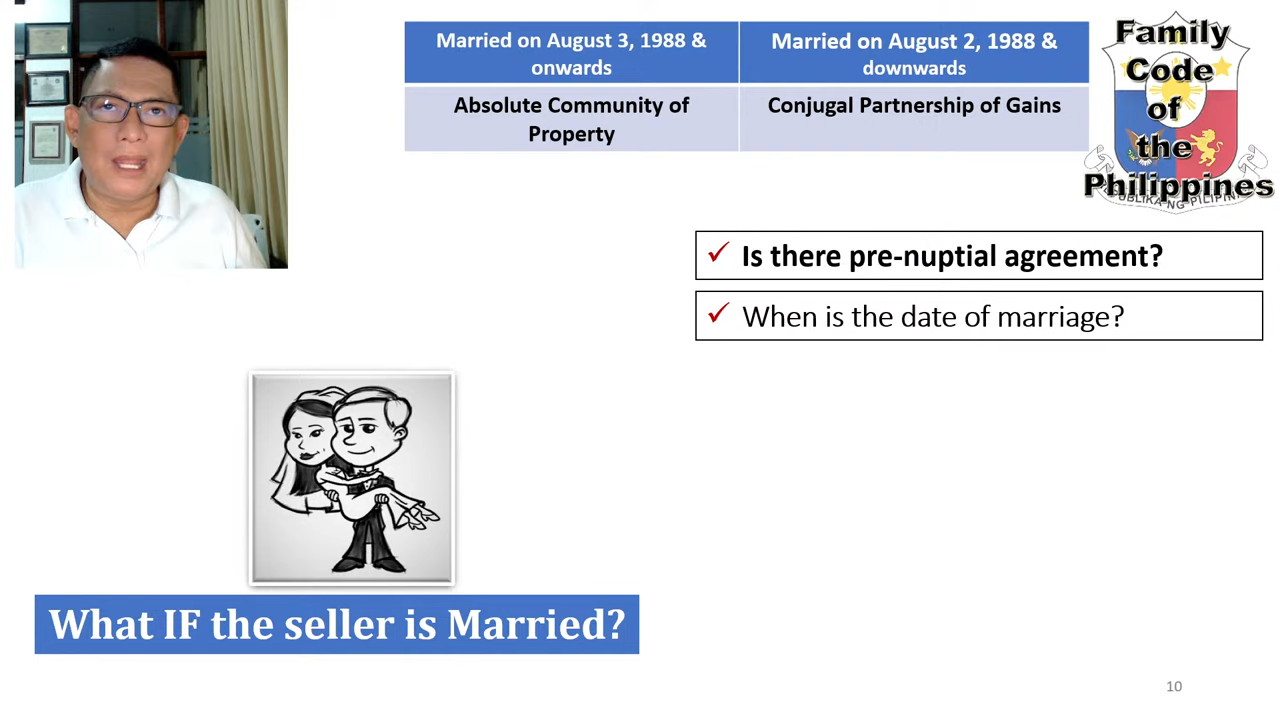 Married on August 3, 1988 &
onwards
Married on August 2, 1988 &
downwards
Absolute Community of
Property
Conjugal Partnership of Gains
Family
Code
of
the
Philippines
✓ Is there pre-nuptial agreement?
✓ When is the date of marriage?
What IF the seller is Married?
10